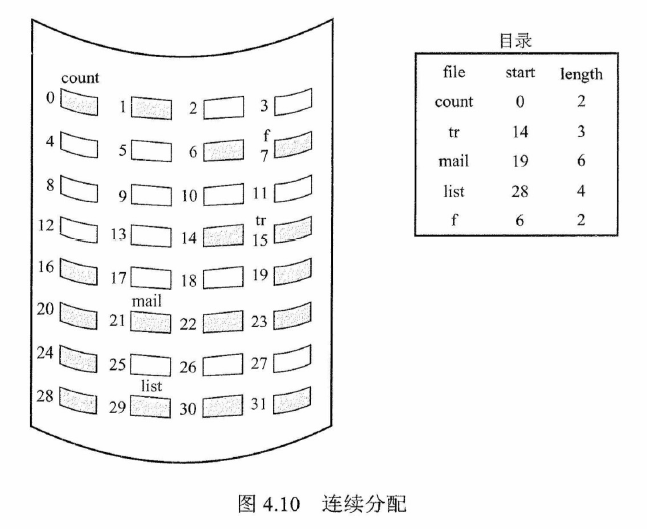 count
0 1 2 3
f
4 5 6 7
8 9 10 11
tr
12 13 14 15
16 17 18 19
mail
20 21 22 23
24 25 26 27
list
28 29 30 31
目录
file start length
count 0 2
tr 14 3
mail 19 6
list 28 4
f 6 2
图 4.10 连续分配